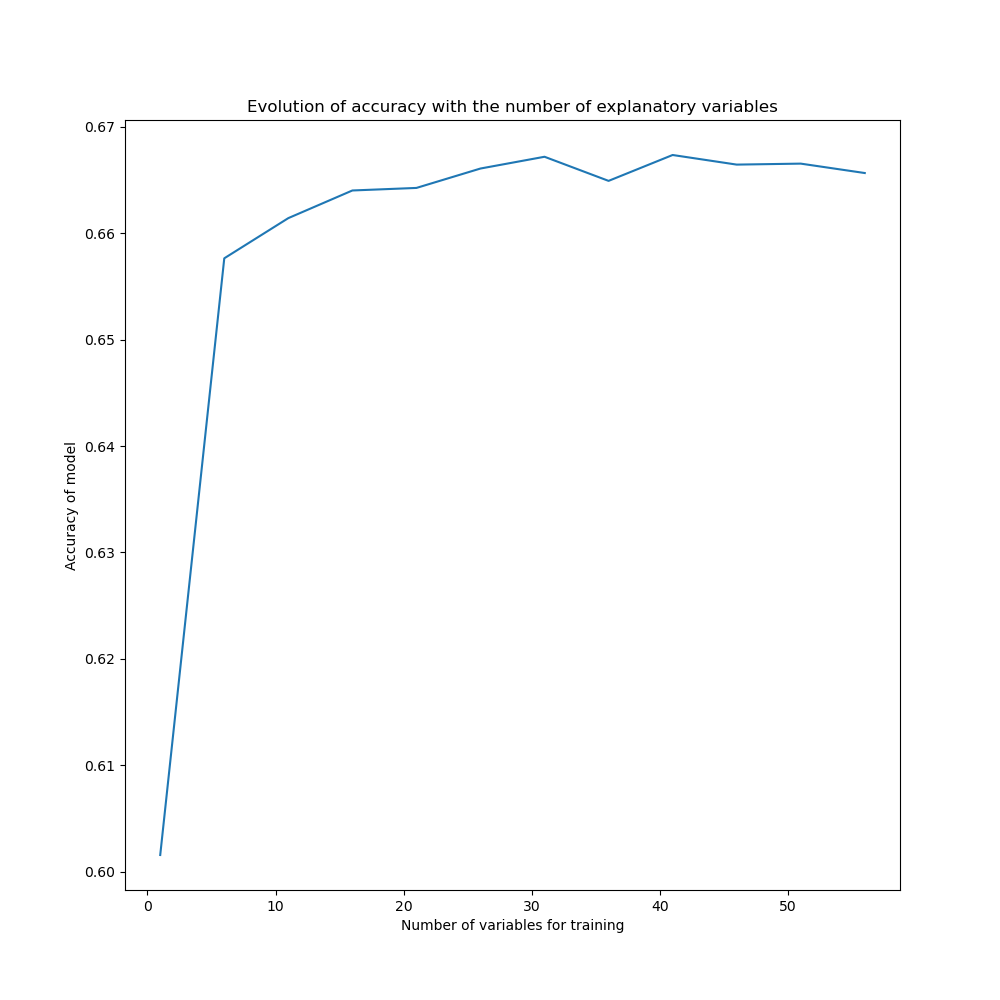 Evolution of accuracy with the number of explanatory variables
0.67
0.66
0.65
0.64
0.63
0.62
0.61
0.60
Accuracy of model
0 10 20 30 40 50
Number of variables for training